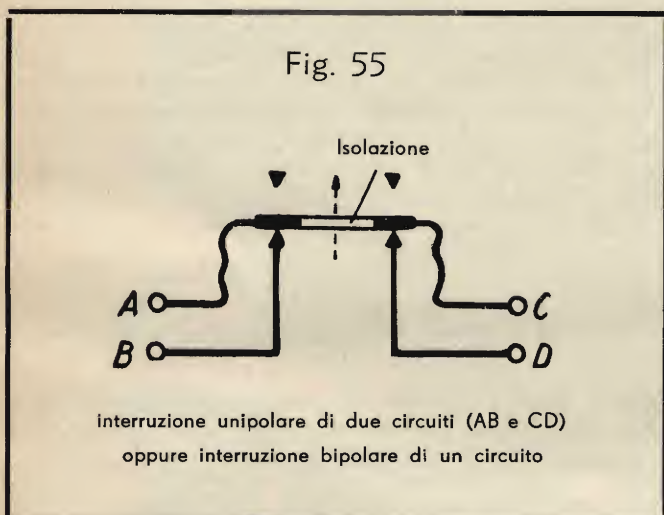 Fig. 55
Isolazione
A
C
B
D
interruzione unipolare di due circuiti (AB e CD)
oppure interruzione bipolare di un circuito